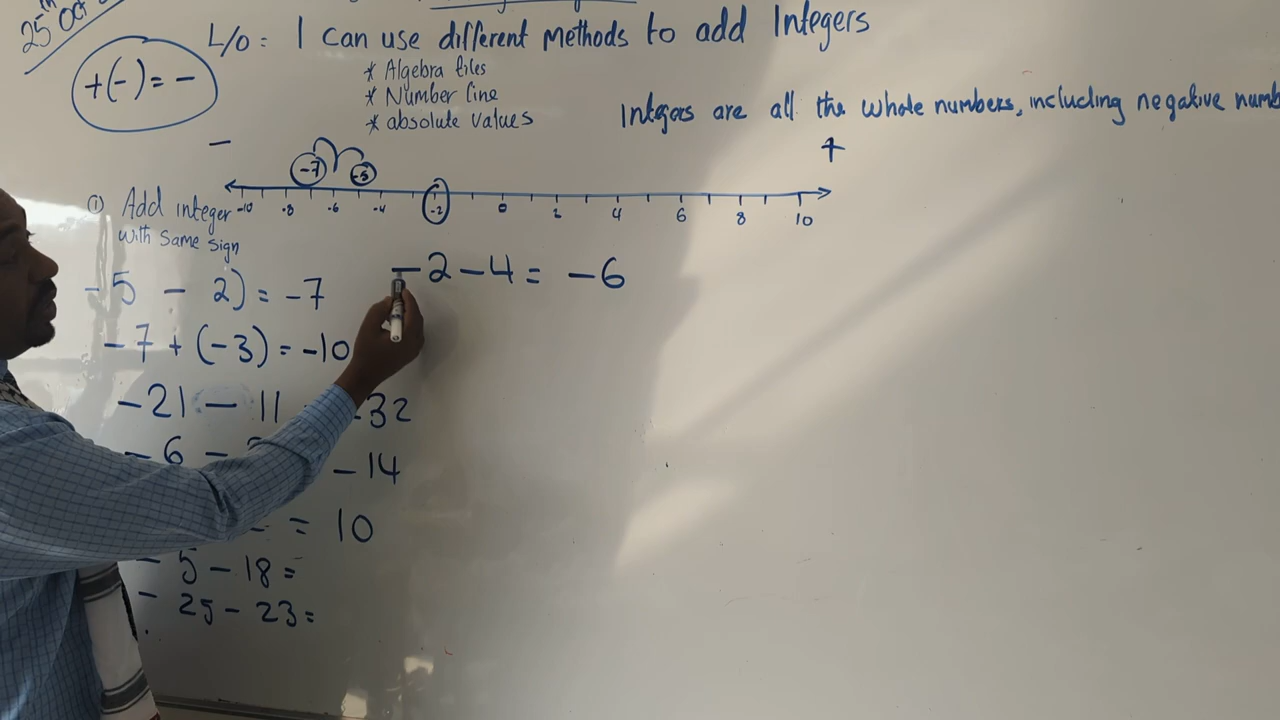 25th Oct
L/o = I can use different methods to add Integers
+(-) = -
* Algebra tiles
* Number line
* absolute values
Integers are all the whole numbers, including negative
- +
-7 -5
-10 -8 -6 -4 -2 0 2 4 6 8 10
① Add integer
with same sign
-5 - 2) = -7
-2 - 4 = -6
-7 + (-3) = -10
-21 - 11 -32
-6 - -14
= 10
-5 - 18 =
-25 - 23 =